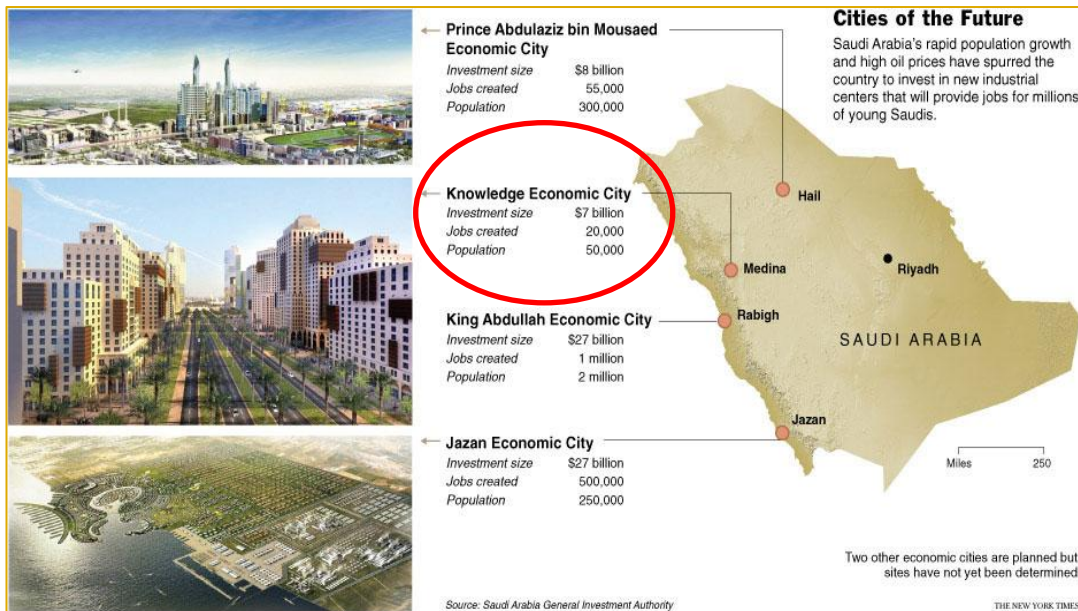 Cities of the Future
Saudi Arabia's rapid population growth
and high oil prices have spurred the
country to invest in new industrial
centers that will provide jobs for millions
of young Saudis.
Prince Abdulaziz bin Mousaed
Economic City
Investment size $8 billion
Jobs created 55,000
Population 300,000
Knowledge Economic City
Investment size $7 billion
Jobs created 20,000
Population 50,000
King Abdullah Economic City
Investment size $27 billion
Jobs created 1 million
Population 2 million
Jazan Economic City
Investment size $27 billion
Jobs created 500,000
Population 250,000
Hail
Medina
Riyadh
Rabigh
SAUDI ARABIA
Jazan
Miles 250
Two other economic cities are planned but
sites have not yet been determined
Source: Saudi Arabia General Investment Authority
THE NEW YORK TIMES